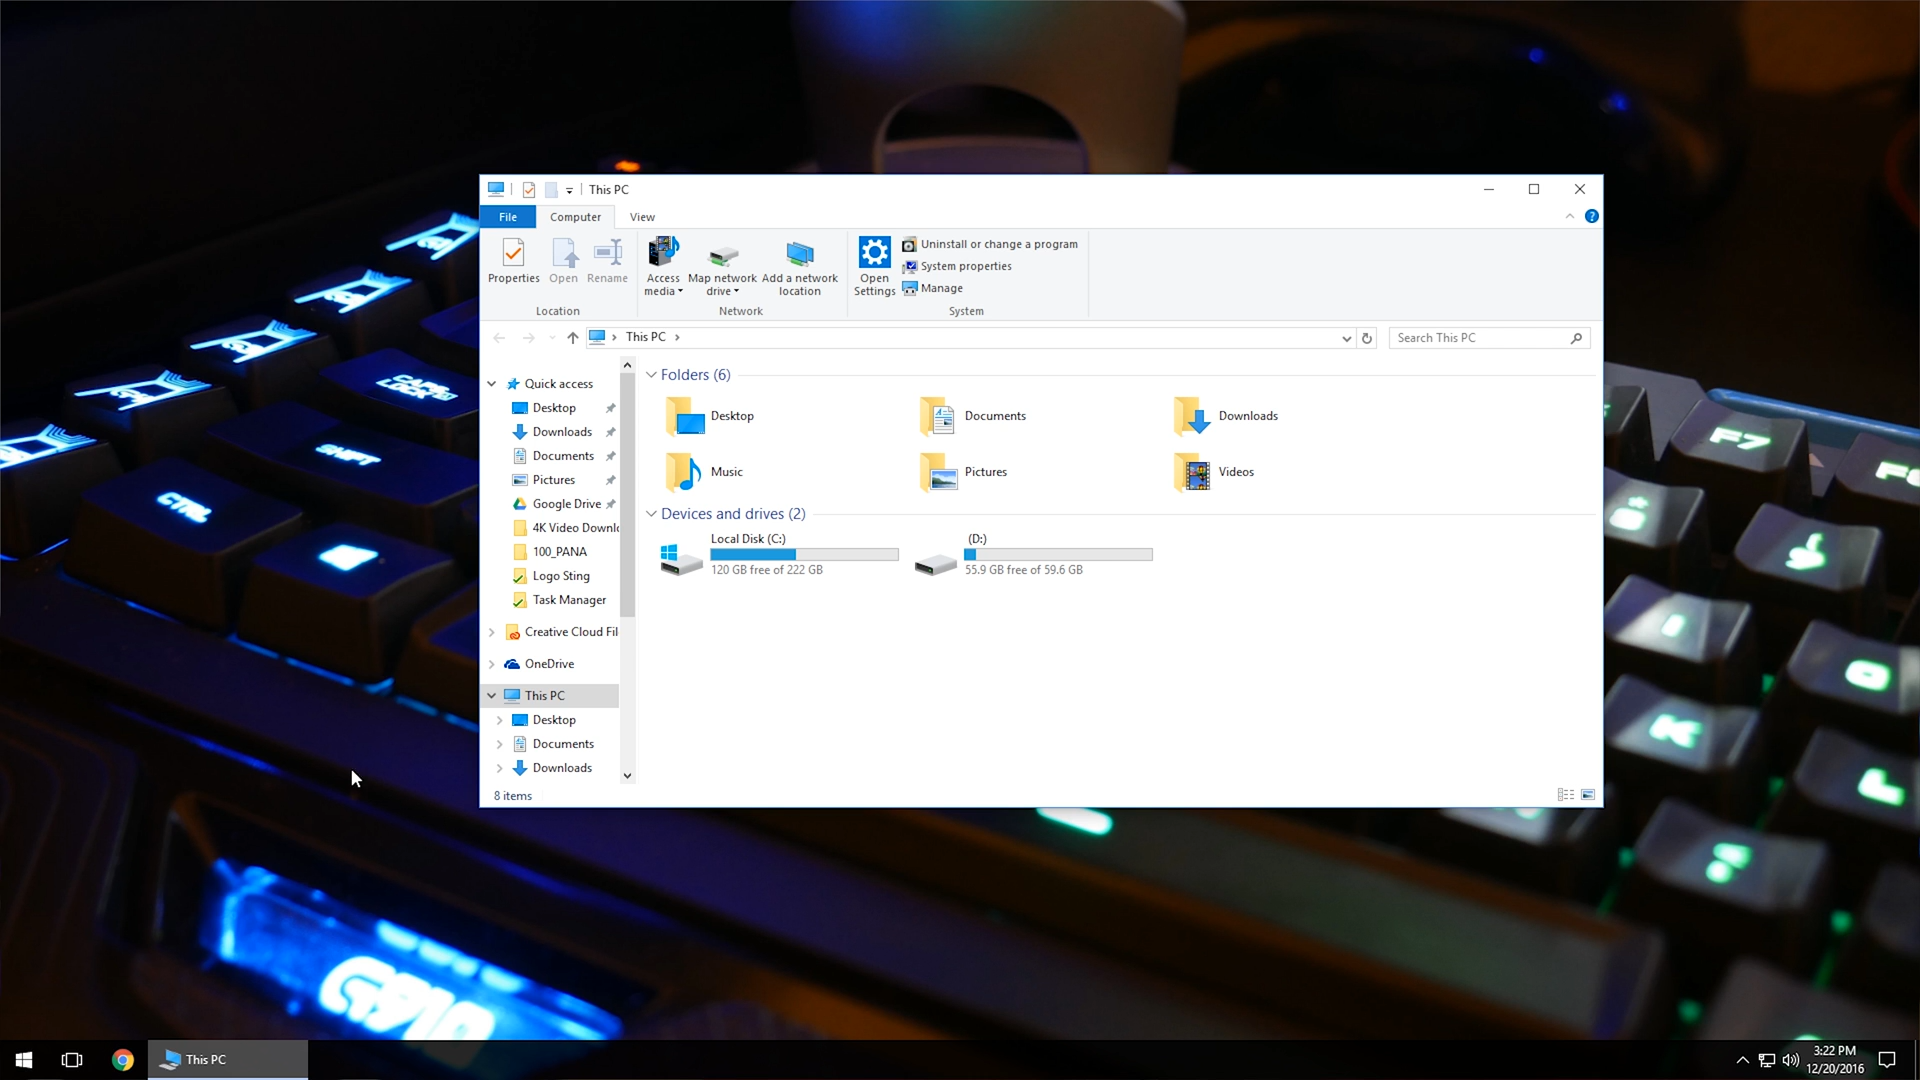 This PC
File Computer View
Properties Open Rename
Access media Map network drive Add a network location
Open Settings
Uninstall or change a program
System properties
Manage
Location Network System
This PC
Search This PC
Quick access
Desktop
Downloads
Documents
Pictures
Google Drive
4K Video Downl
100_PANA
Logo Sting
Task Manager
Creative Cloud Fil
OneDrive
This PC
Desktop
Documents
Downloads
Folders (6)
Desktop Documents Downloads
Music Pictures Videos
Devices and drives (2)
Local Disk (C:) (D:)
120 GB free of 222 GB 55.9 GB free of 59.6 GB
8 items
CAPS LOCK
SHIFT
CTRL
F7
I
O
K
L
This PC
3:22 PM
12/20/2016